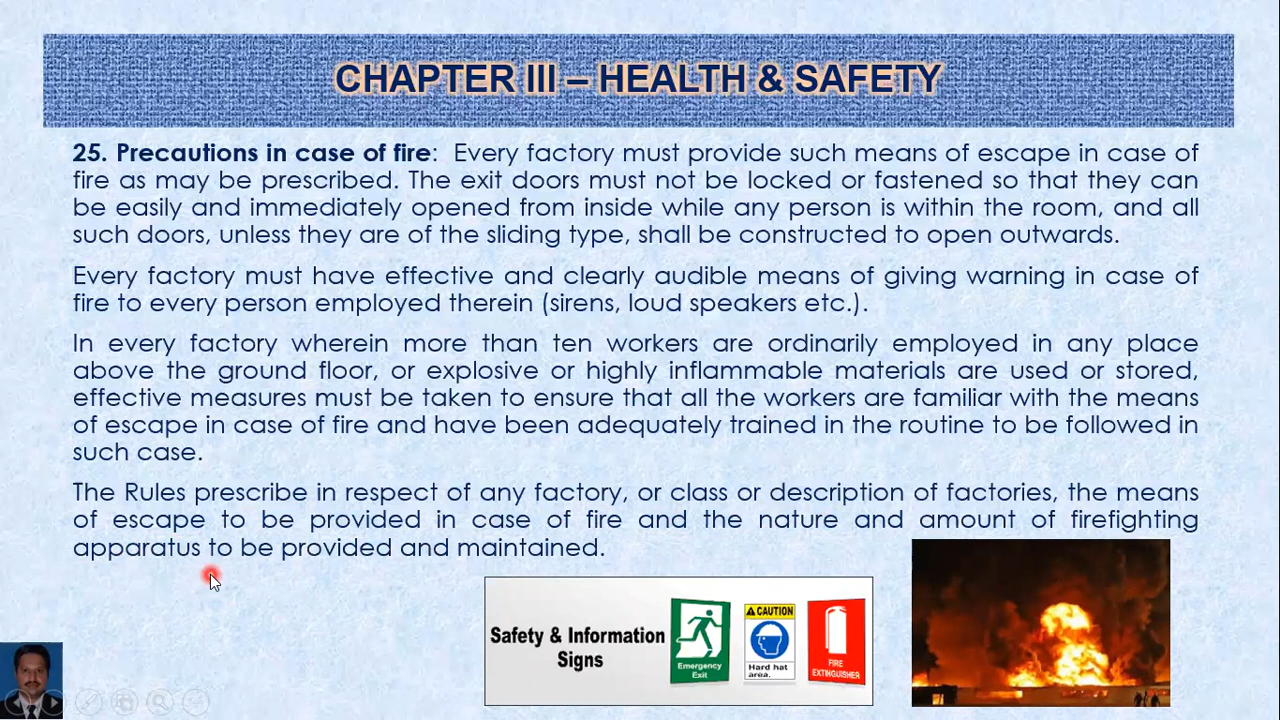 CHAPTER III – HEALTH & SAFETY
25. Precautions in case of fire: Every factory must provide such means of escape in case of
fire as may be prescribed. The exit doors must not be locked or fastened so that they can
be easily and immediately opened from inside while any person is within the room, and all
such doors, unless they are of the sliding type, shall be constructed to open outwards.
Every factory must have effective and clearly audible means of giving warning in case of
fire to every person employed therein (sirens, loud speakers etc.).
In every factory wherein more than ten workers are ordinarily employed in any place
above the ground floor, or explosive or highly inflammable materials are used or stored,
effective measures must be taken to ensure that all the workers are familiar with the means
of escape in case of fire and have been adequately trained in the routine to be followed in
such case.
The Rules prescribe in respect of any factory, or class or description of factories, the means
of escape to be provided in case of fire and the nature and amount of firefighting
apparatus to be provided and maintained.
Safety & Information
Signs
Emergency
Exit
CAUTION
Hard hat
area.
FIRE
EXTINGUISHER